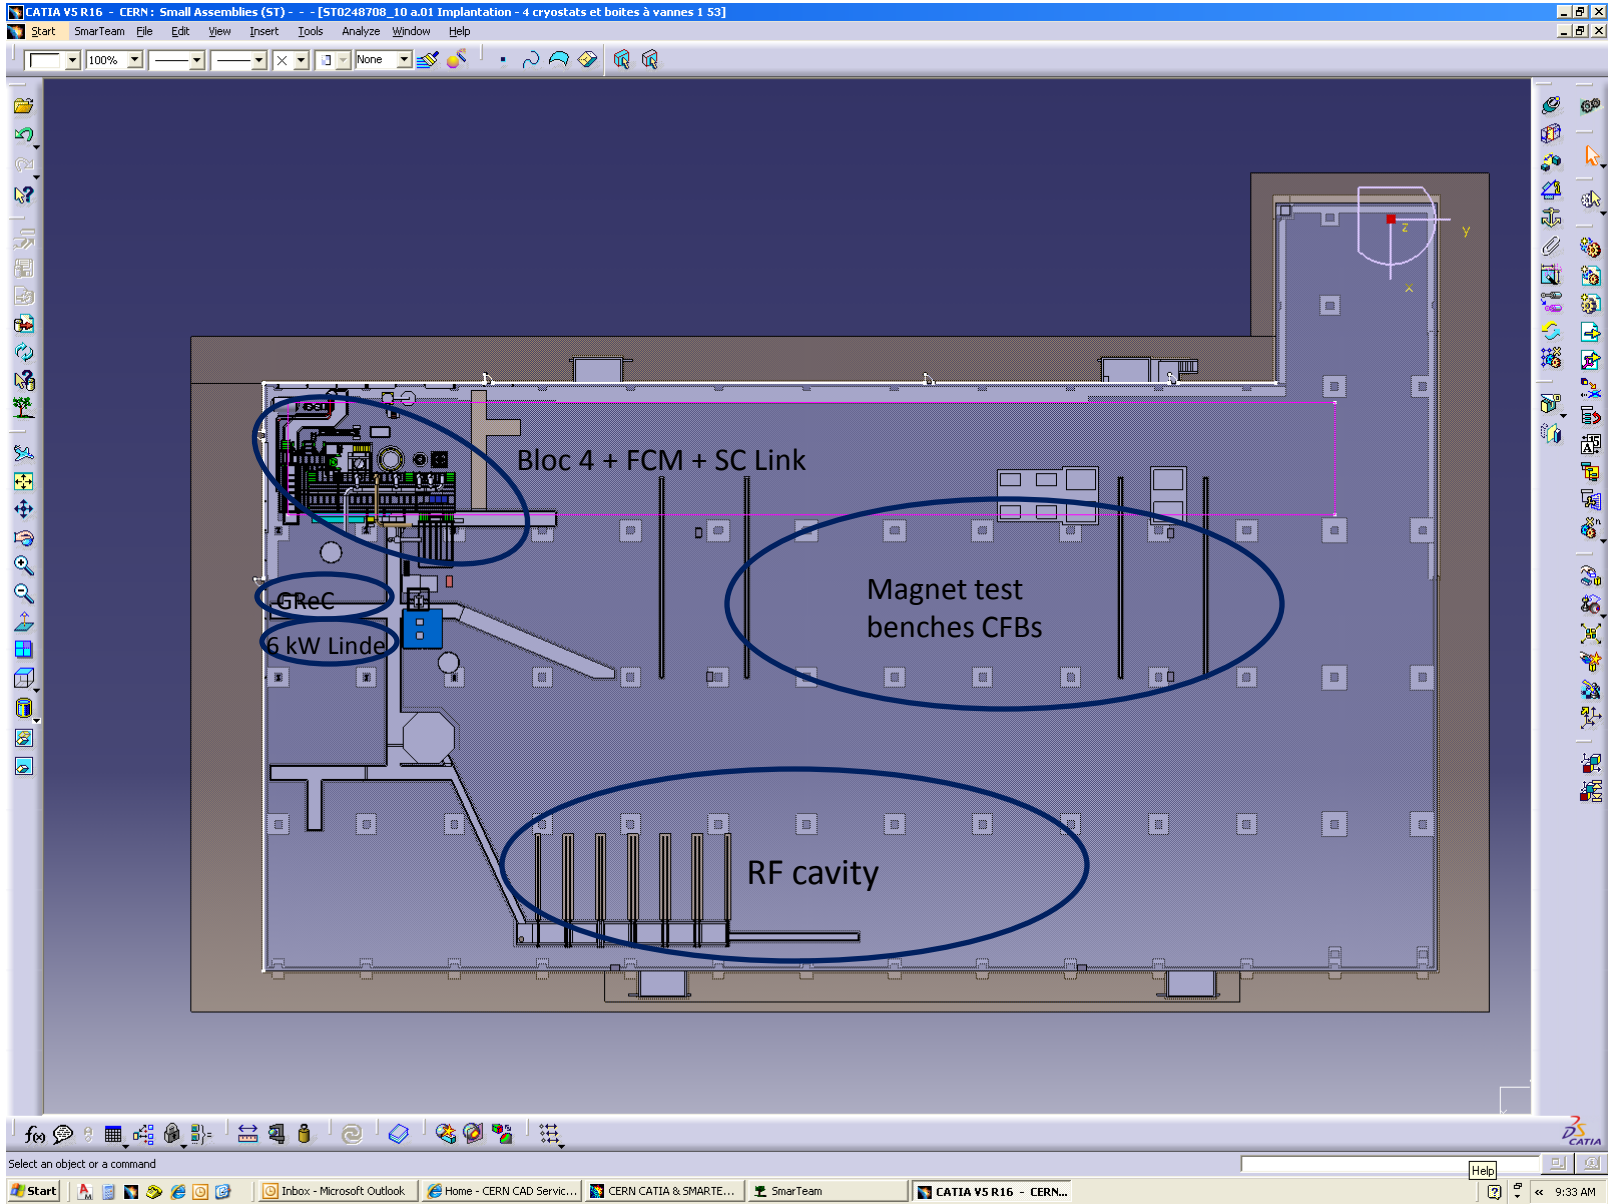 CATIA V5 R16 - CERN : Small Assemblies (ST) - - - [ST0248708_10 a.01 Implantation - 4 cryostats et boites à vannes 1 53]
Start SmarTeam File Edit View Insert Tools Analyze Window Help
100% None
z
y
x
Bloc 4 + FCM + SC Link
Magnet test
benches CFBs
GReC
6 kW Linde
RF cavity
f(x)
CATIA
Select an object or a command
Help
Start Inbox - Microsoft Outlook Home - CERN CAD Servic... CERN CATIA & SMARTE... SmarTeam CATIA V5 R16 - CERN... 9:33 AM